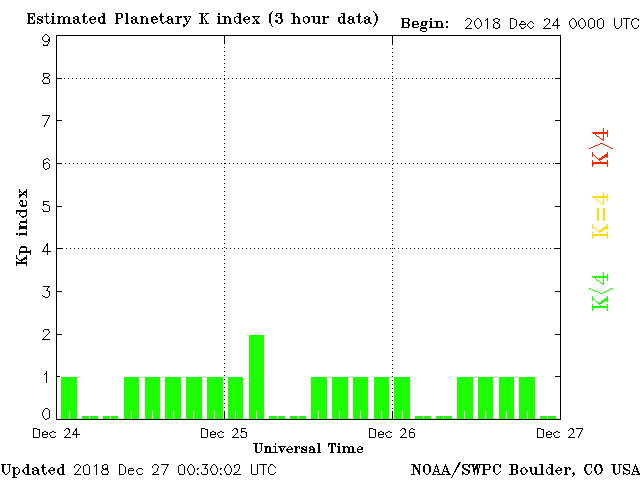 Estimated Planetary K index (3 hour data) Begin: 2018 Dec 24 0000 UTC
9
8
7
6
5
4
3
2
1
0
Kp index
K>4
K=4
K<4
Dec 24 Dec 25 Dec 26 Dec 27
Universal Time
Updated 2018 Dec 27 00:30:02 UTC NOAA/SWPC Boulder, CO USA